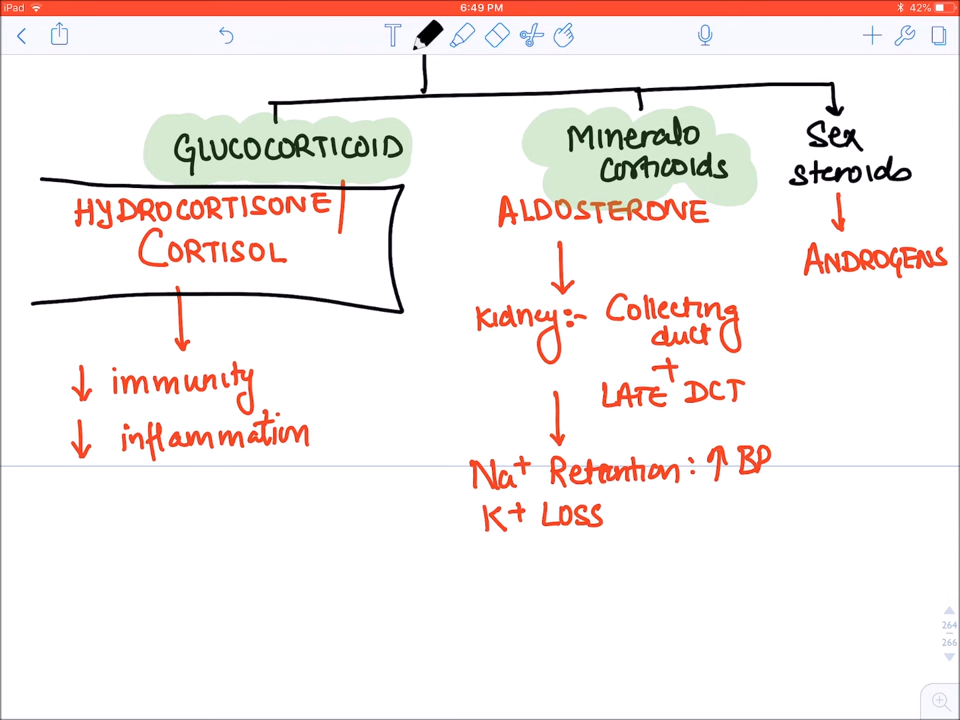 iPad 6:49 PM 42%
T
GLUCOCORTICOID
HYDROCORTISONE/
CORTISOL
↓ immunity
↓ inflammation
Mineralo
corticoids
ALDOSTERONE
Kidney:- Collecting
duct
+
LATE DCT
Na+ Retention: ↑ BP
K+ LOSS
Sex
steroids
ANDROGENS
264
266